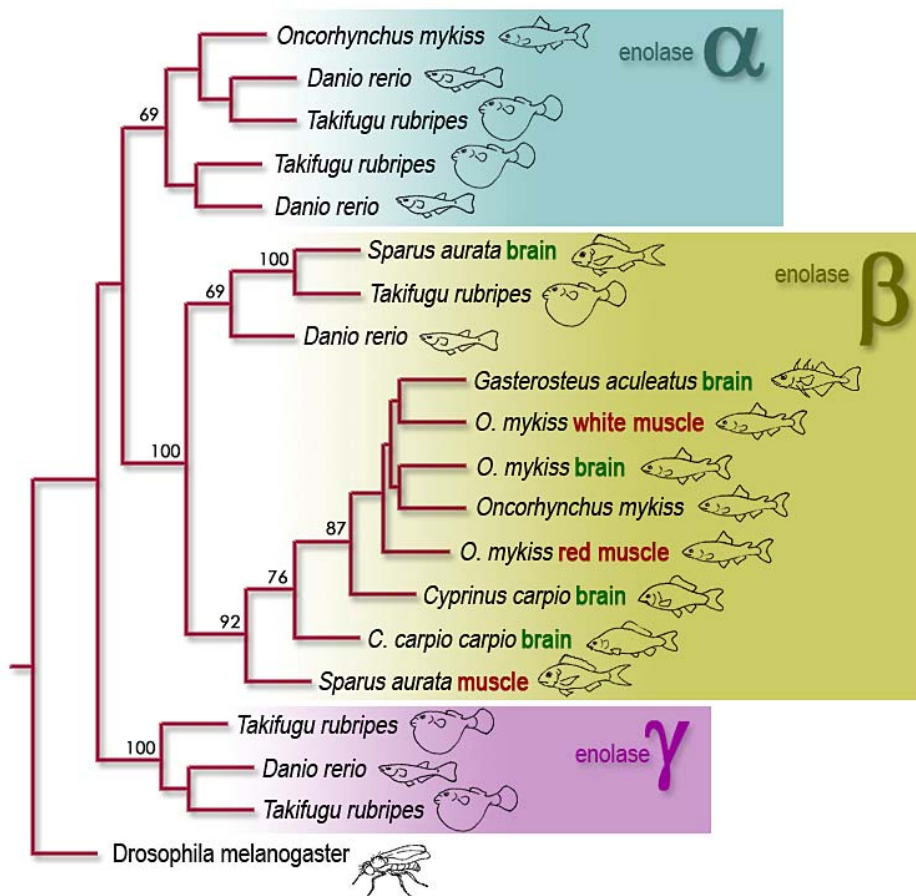 Oncorhynchus mykiss
enolase α
Danio rerio
69
Takifugu rubripes
Takifugu rubripes
Danio rerio
Sparus aurata brain
100
enolase β
Takifugu rubripes
69
Danio rerio
Gasterosteus aculeatus brain
O. mykiss white muscle
100
O. mykiss brain
Oncorhynchus mykiss
87
O. mykiss red muscle
76
Cyprinus carpio brain
92
C. carpio carpio brain
Sparus aurata muscle
Takifugu rubripes
100
enolase γ
Danio rerio
Takifugu rubripes
Drosophila melanogaster